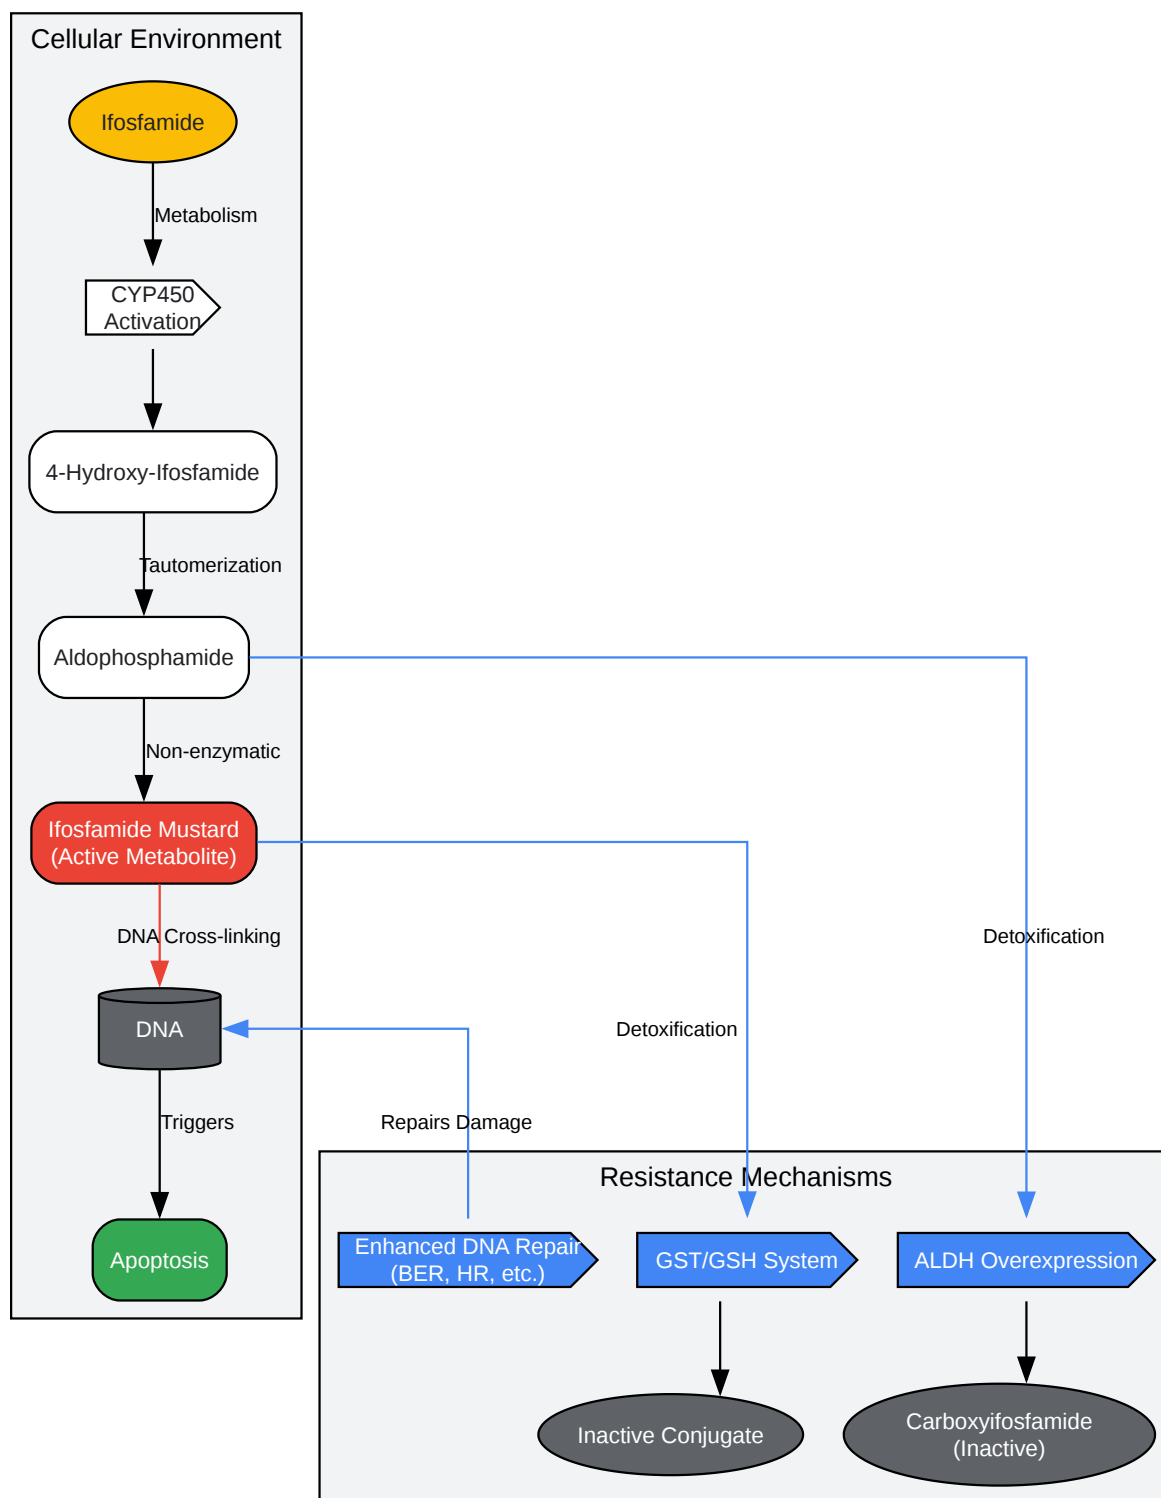 Cellular Environment
Ifosfamide
Metabolism
CYP450
Activation
4-Hydroxy-Ifosfamide
Tautomerization
Aldophosphamide
Non-enzymatic
Ifosfamide Mustard
(Active Metabolite)
DNA Cross-linking
Detoxification
DNA
Detoxification
Triggers
Repairs Damage
Resistance Mechanisms
Apoptosis
Enhanced DNA Repair
(BER, HR, etc.)
GST/GSH System
ALDH Overexpression
Inactive Conjugate
Carboxyifosfamide
(Inactive)